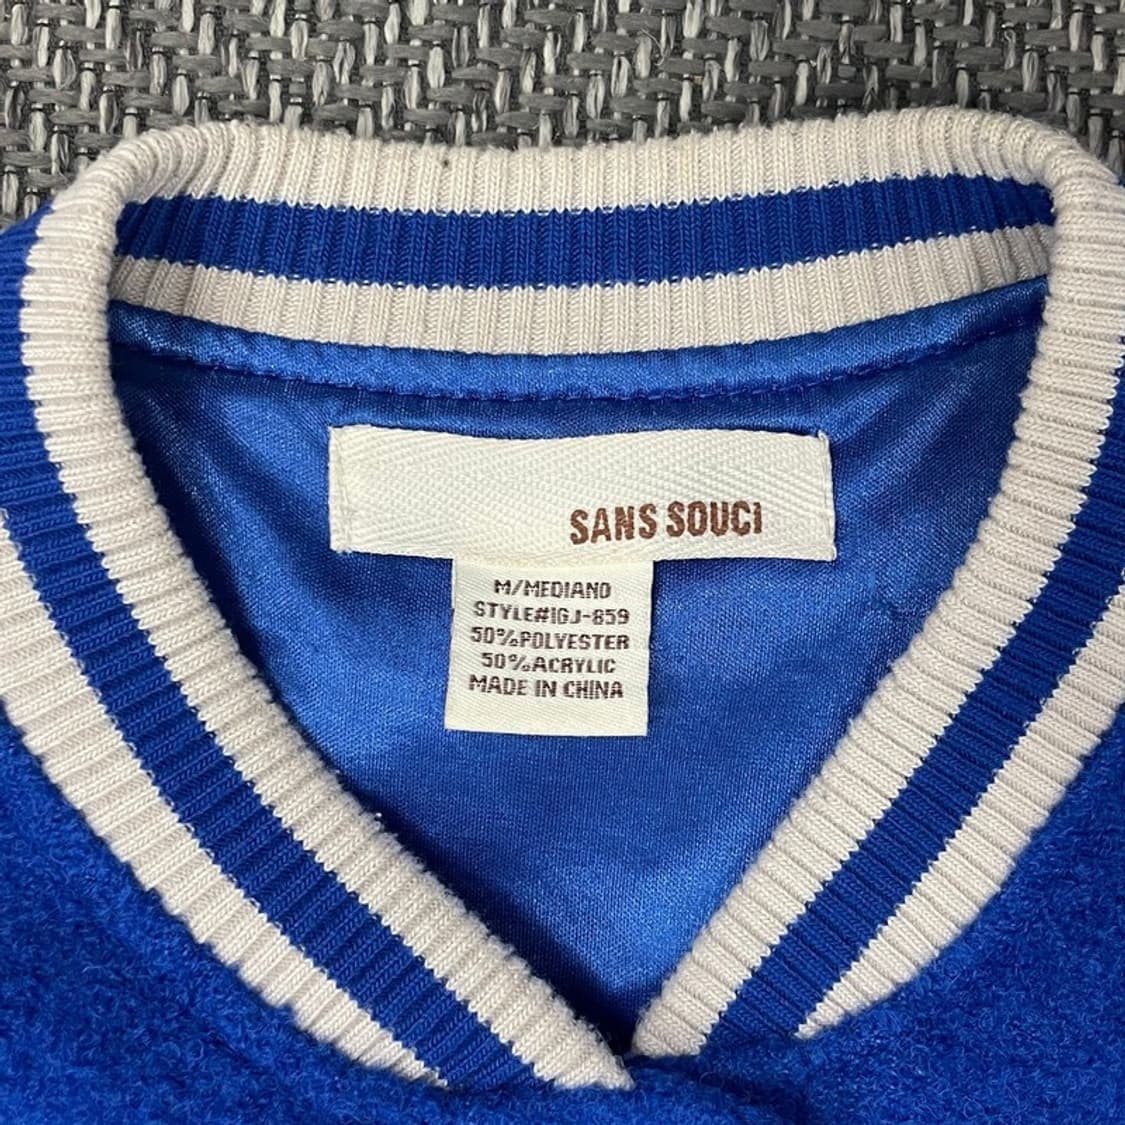 SANS SOUCI
M/MEDIANO
STYLE#IGJ-859
50%POLYESTER
50%ACRYLIC
MADE IN CHINA